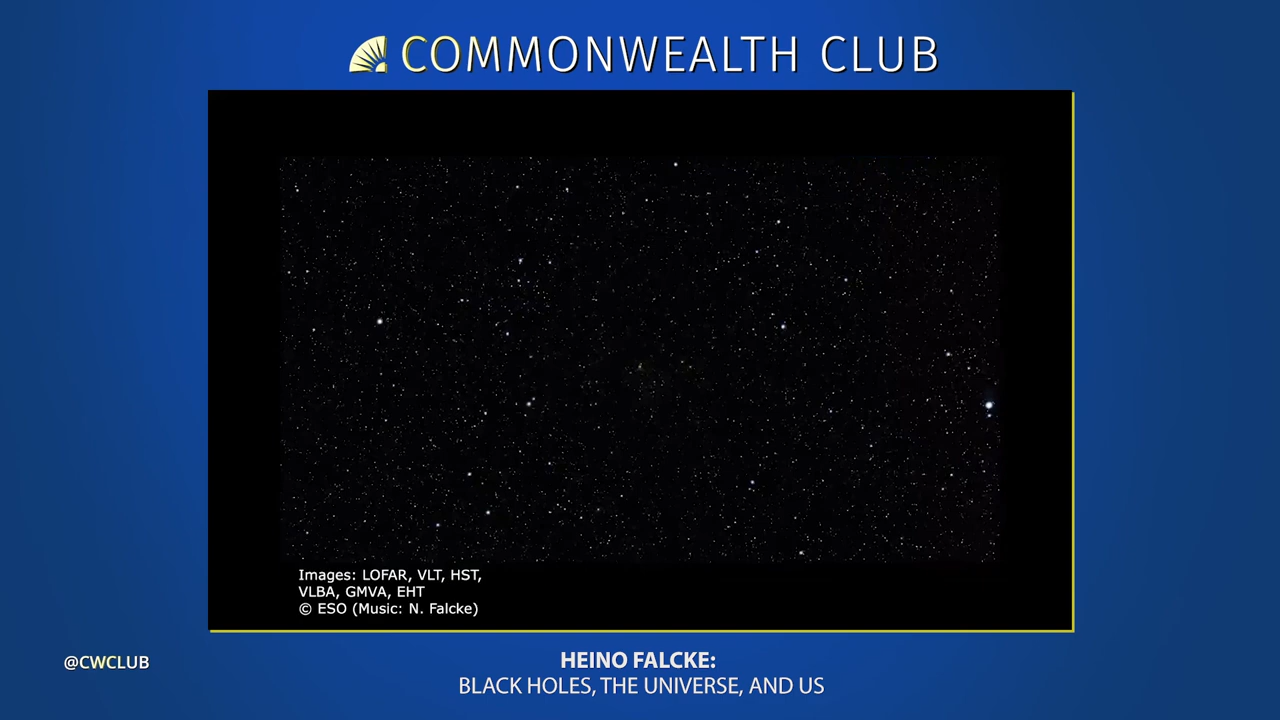 COMMONWEALTH CLUB
Images: LOFAR, VLT, HST,
VLBA, GMVA, EHT
© ESO (Music: N. Falcke)
@CWCLUB
HEINO FALCKE:
BLACK HOLES, THE UNIVERSE, AND US